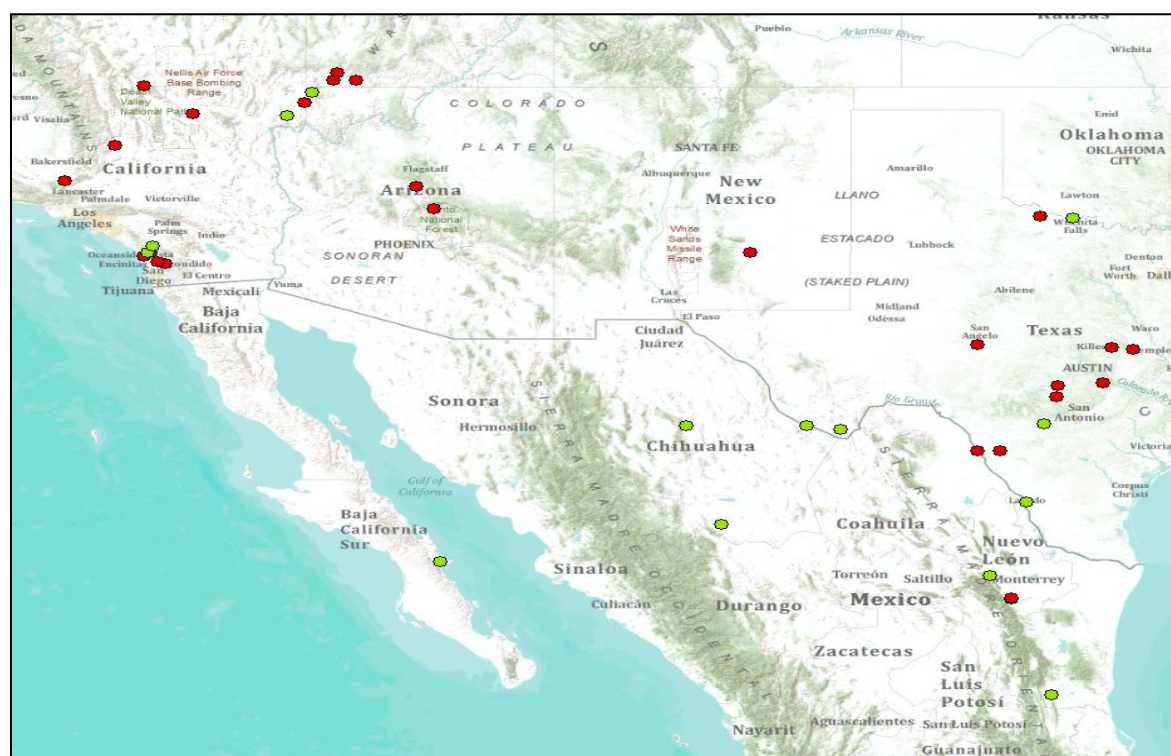 Kansas
Pueblo
Arkansas River
Wichita
Nellis Air Force
Base Bombing
Range
Death
Valley
National Park
Visalia
COLORADO
PLATEAU
Enid
Oklahoma
OKLAHOMA
CITY
Bakersfield
California
Lancaster
Palmdale
Victorville
Los
Angeles
Flagstaff
Arizona
National
Forest
SANTA FE
Albuquerque
New
Mexico
Amarillo
LLANO
Lawton
Wichita
Falls
Palm
Springs
Indio
Oceanside
Encinitas
San
Diego
El Centro
Tijuana
Mexicali
Yuma
PHOENIX
SONORAN
DESERT
White
Sands
Missile
Range
ESTACADO
Lubbock
(STAKED PLAIN)
Denton
Fort
Worth
Abilene
Midland
Odessa
Las
Cruces
El Paso
Ciudad
Juárez
Baja
California
San
Angelo
Texas
Waco
Temple
AUSTIN
San
Antonio
Victoria
Corpus
Christi
Rio Grande
Sonora
Hermosillo
SIERRA MADRE OCCIDENTAL
Chihuahua
Gulf of
California
Baja
California
Sur
Coahuila
Laredo
Nuevo
León
Monterrey
Sinaloa
Culiacán
Torreón
Saltillo
Durango
Mexico
Zacatecas
San
Luis
Potosí
Nayarit
Aguascalientes
San Luis Potosí
Guanajuato